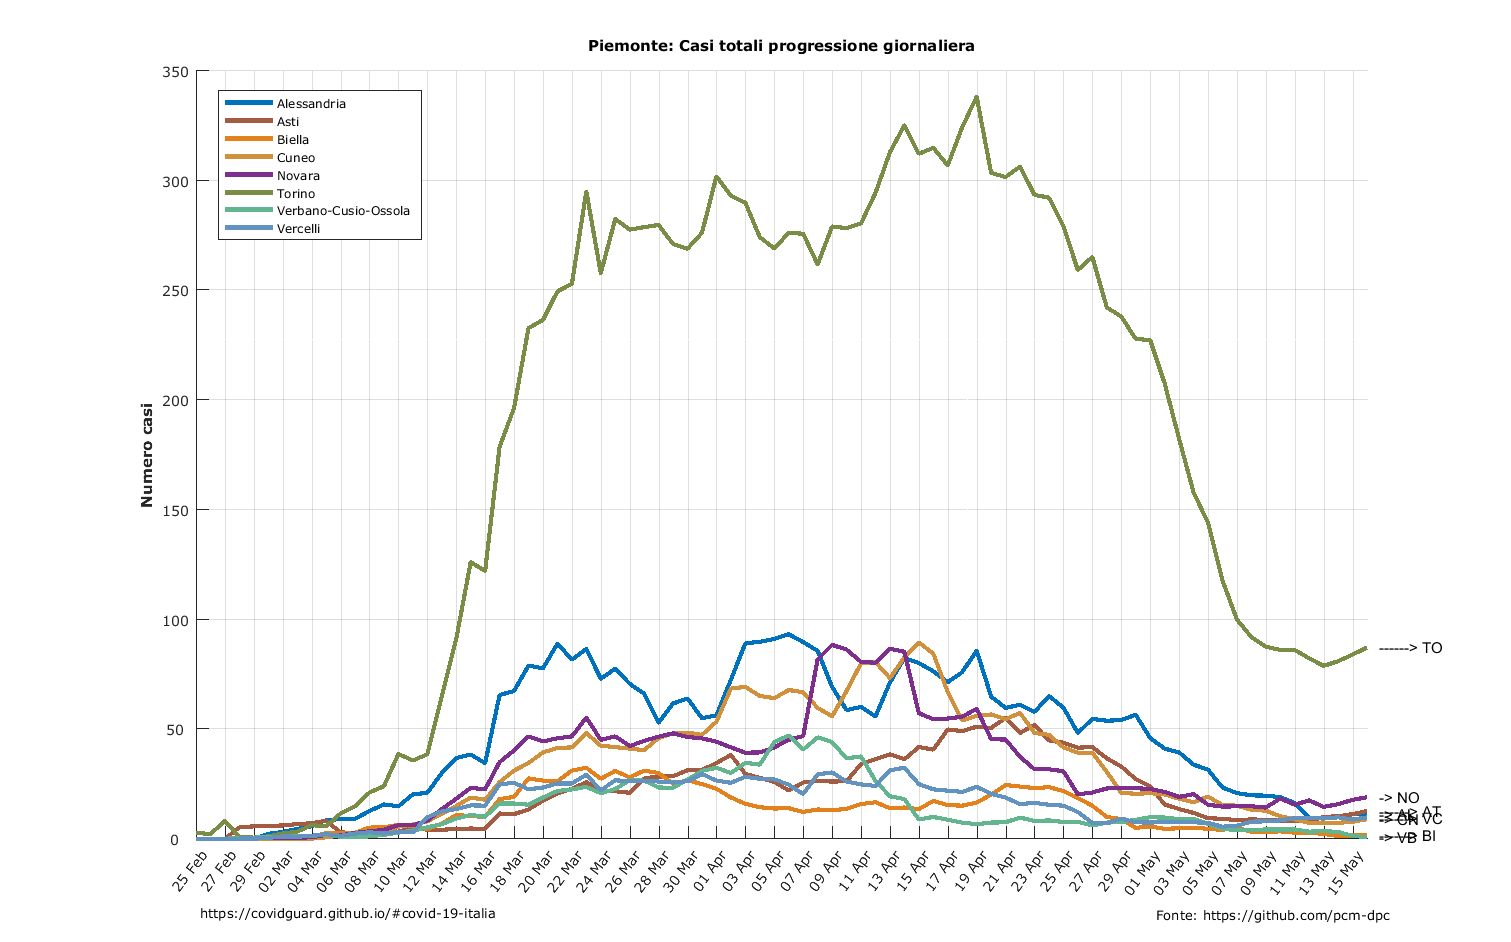 Piemonte: Casi totali progressione giornaliera
350
300
250
200
150
100
50
0
Numero casi
Alessandria
Asti
Biella
Cuneo
Novara
Torino
Verbano-Cusio-Ossola
Vercelli
------> TO
-> NO
AT
VC
BI
-> VB
25 Feb
27 Feb
29 Feb
02 Mar
04 Mar
06 Mar
08 Mar
10 Mar
12 Mar
14 Mar
16 Mar
18 Mar
20 Mar
22 Mar
24 Mar
26 Mar
28 Mar
30 Mar
01 Apr
03 Apr
05 Apr
07 Apr
09 Apr
11 Apr
13 Apr
15 Apr
17 Apr
19 Apr
21 Apr
23 Apr
25 Apr
27 Apr
29 Apr
01 May
03 May
05 May
07 May
09 May
11 May
13 May
15 May
https://covidguard.github.io/#covid-19-italia
Fonte: https://github.com/pcm-dpc